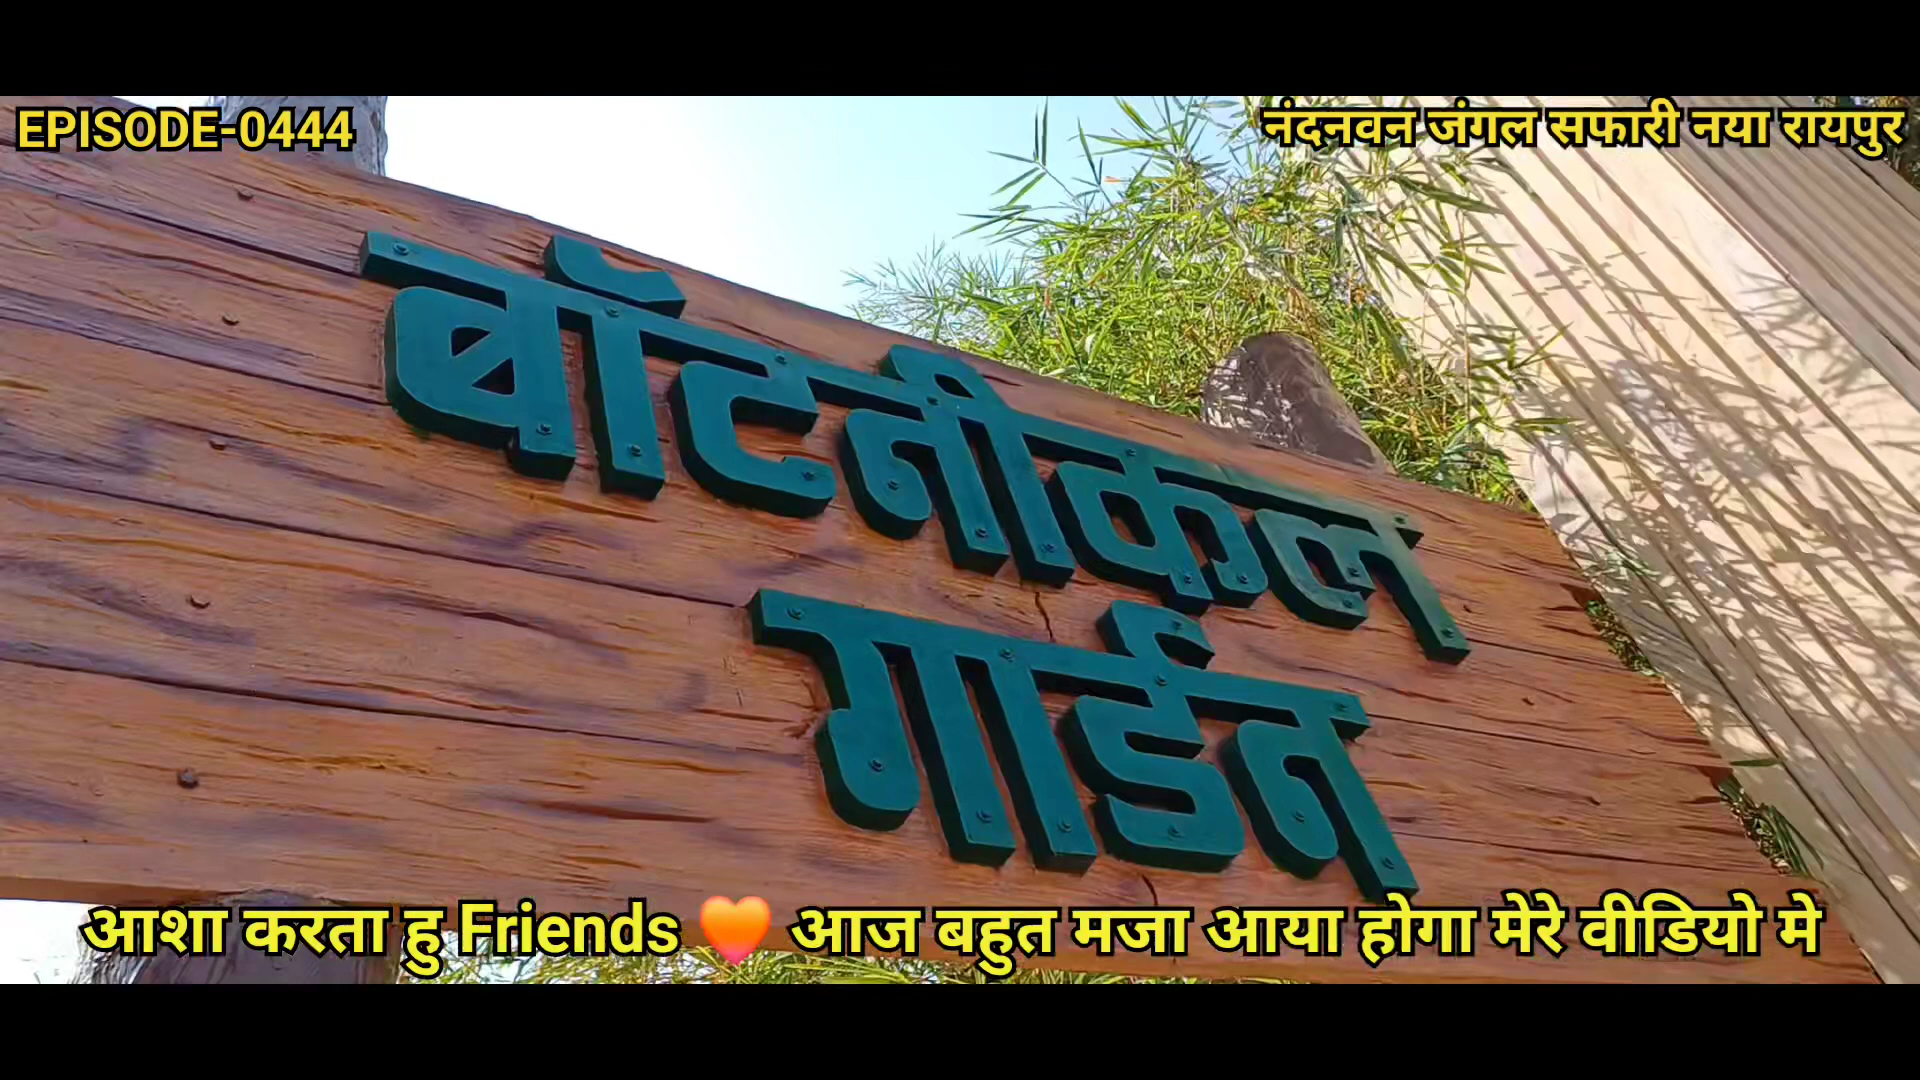 EPISODE-0444
नंदनवन जंगल सफारी नया रायपुर
बॉटनीकल
गार्डन
आशा करता हु Friends 🧡 आज बहुत मजा आया होगा मेरे वीडियो मे